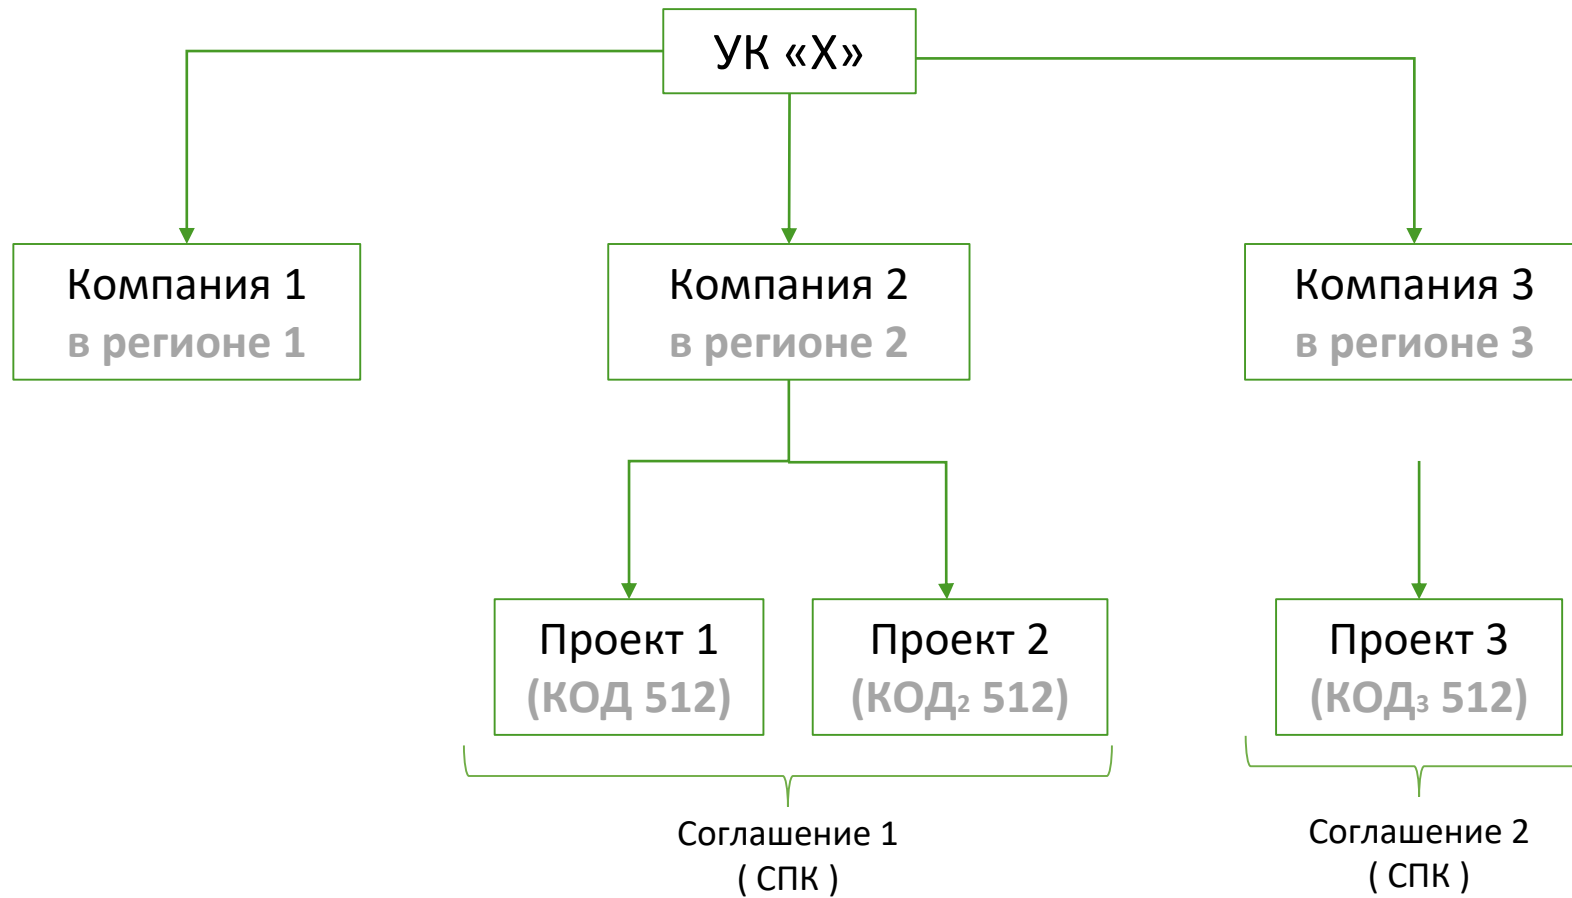 УК «Х»
Компания 1
в регионе 1
Компания 2
в регионе 2
Компания 3
в регионе 3
Проект 1
(КОД 512)
Проект 2
(КОД₂ 512)
Проект 3
(КОД₃ 512)
Соглашение 1
( СПК )
Соглашение 2
( СПК )